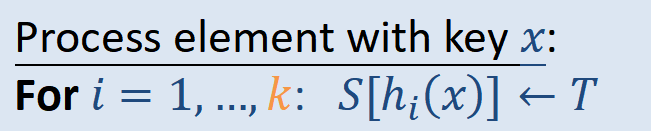 Process element with key x:
For i = 1, …, k: S[hᵢ(x)] ← T